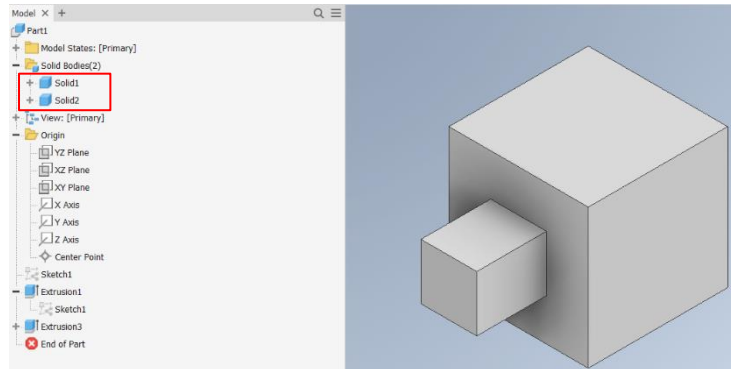 Model × +
Part1
Model States: [Primary]
Solid Bodies(2)
Solid1
Solid2
View: [Primary]
Origin
YZ Plane
XZ Plane
XY Plane
X Axis
Y Axis
Z Axis
Center Point
Sketch1
Extrusion1
Sketch1
Extrusion3
End of Part